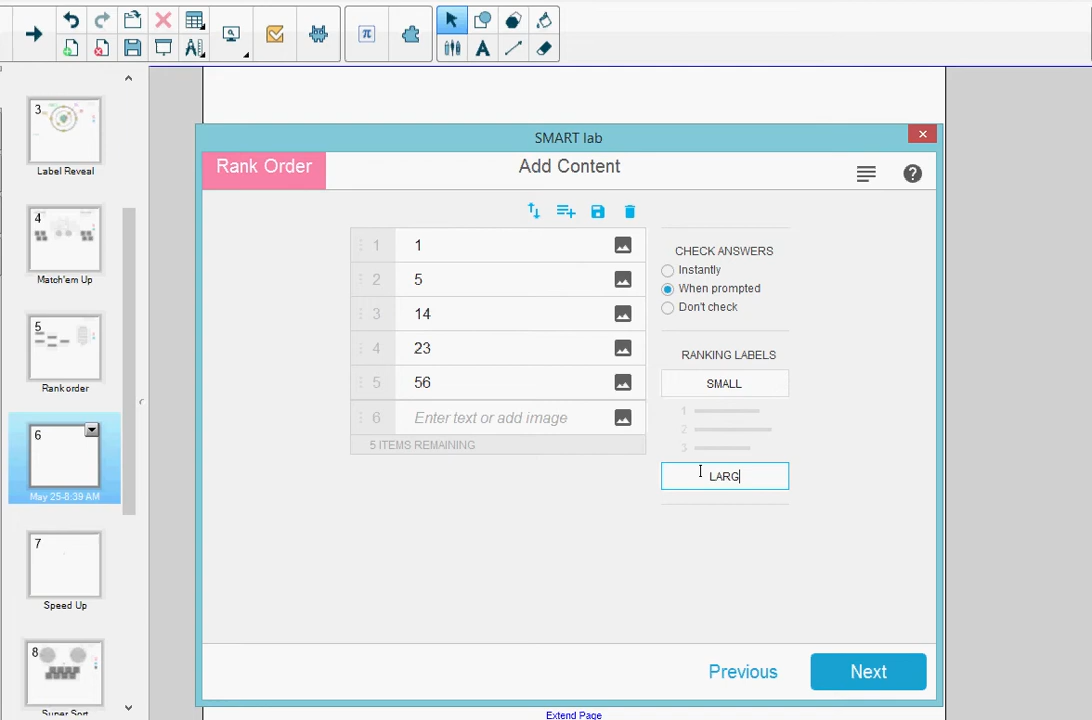 SMART lab
Rank Order
Add Content
3
Label Reveal
4
Match'em Up
5
Rank order
6
May 25-8:39 AM
7
Speed Up
8
Super Sort
1 1
2 5
3 14
4 23
5 56
6 Enter text or add image
5 ITEMS REMAINING
CHECK ANSWERS
Instantly
When prompted
Don't check
RANKING LABELS
SMALL
1
2
3
LARG
Previous
Next
Extend Page